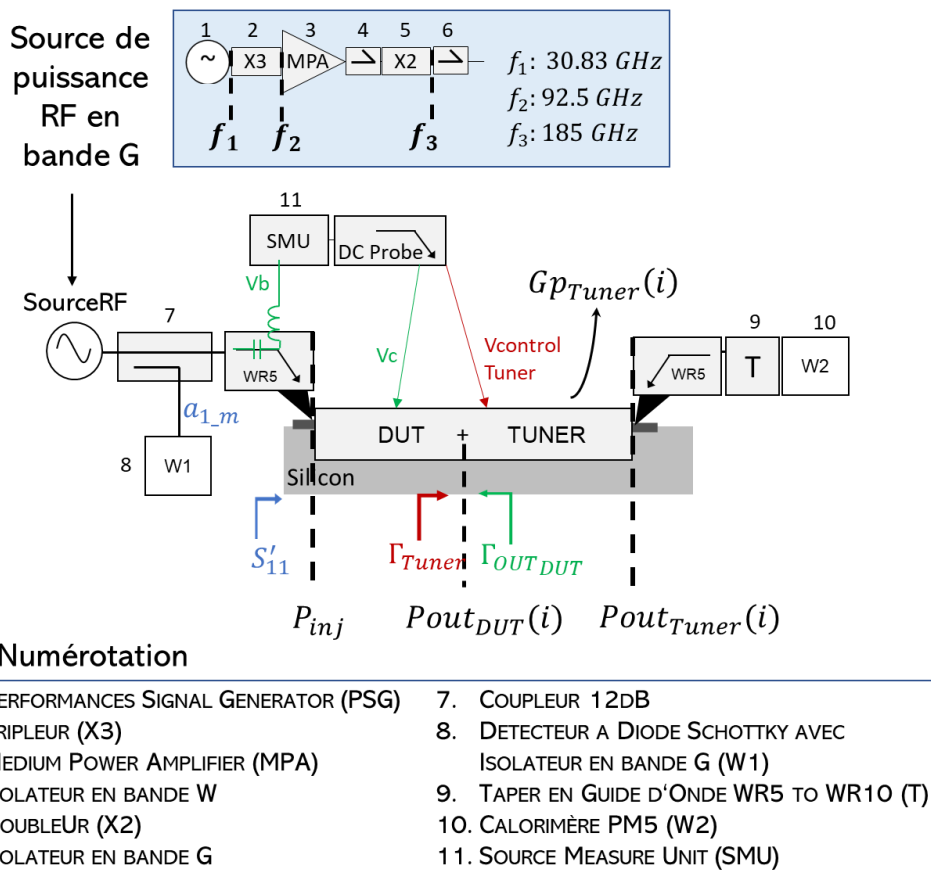 Source de
puissance
RF en
bande G
1 2 3 4 5 6
~ X3 MPA X2
f1 f2 f3
f1: 30.83 GHz
f2: 92.5 GHz
f3: 185 GHz
11
SMU
DC Probe
Vb
GpTuner(i)
SourceRF
7
9
10
Vc
Vcontrol
Tuner
WR5
WR5
T
W2
a1_m
DUT + TUNER
8
W1
Silicon
S'11
ΓTuner
ΓOUTDUT
Pinj
PoutDUT(i)
PoutTuner(i)
Numérotation
ERFORMANCES SIGNAL GENERATOR (PSG)
RIPLEUR (X3)
EDIUM POWER AMPLIFIER (MPA)
OLATEUR EN BANDE W
OUBLEUR (X2)
OLATEUR EN BANDE G
7. COUPLEUR 12DB
8. DETECTEUR A DIODE SCHOTTKY AVEC
ISOLATEUR EN BANDE G (W1)
9. TAPER EN GUIDE D'ONDE WR5 TO WR10 (T)
10. CALORIMÈRE PM5 (W2)
11. SOURCE MEASURE UNIT (SMU)